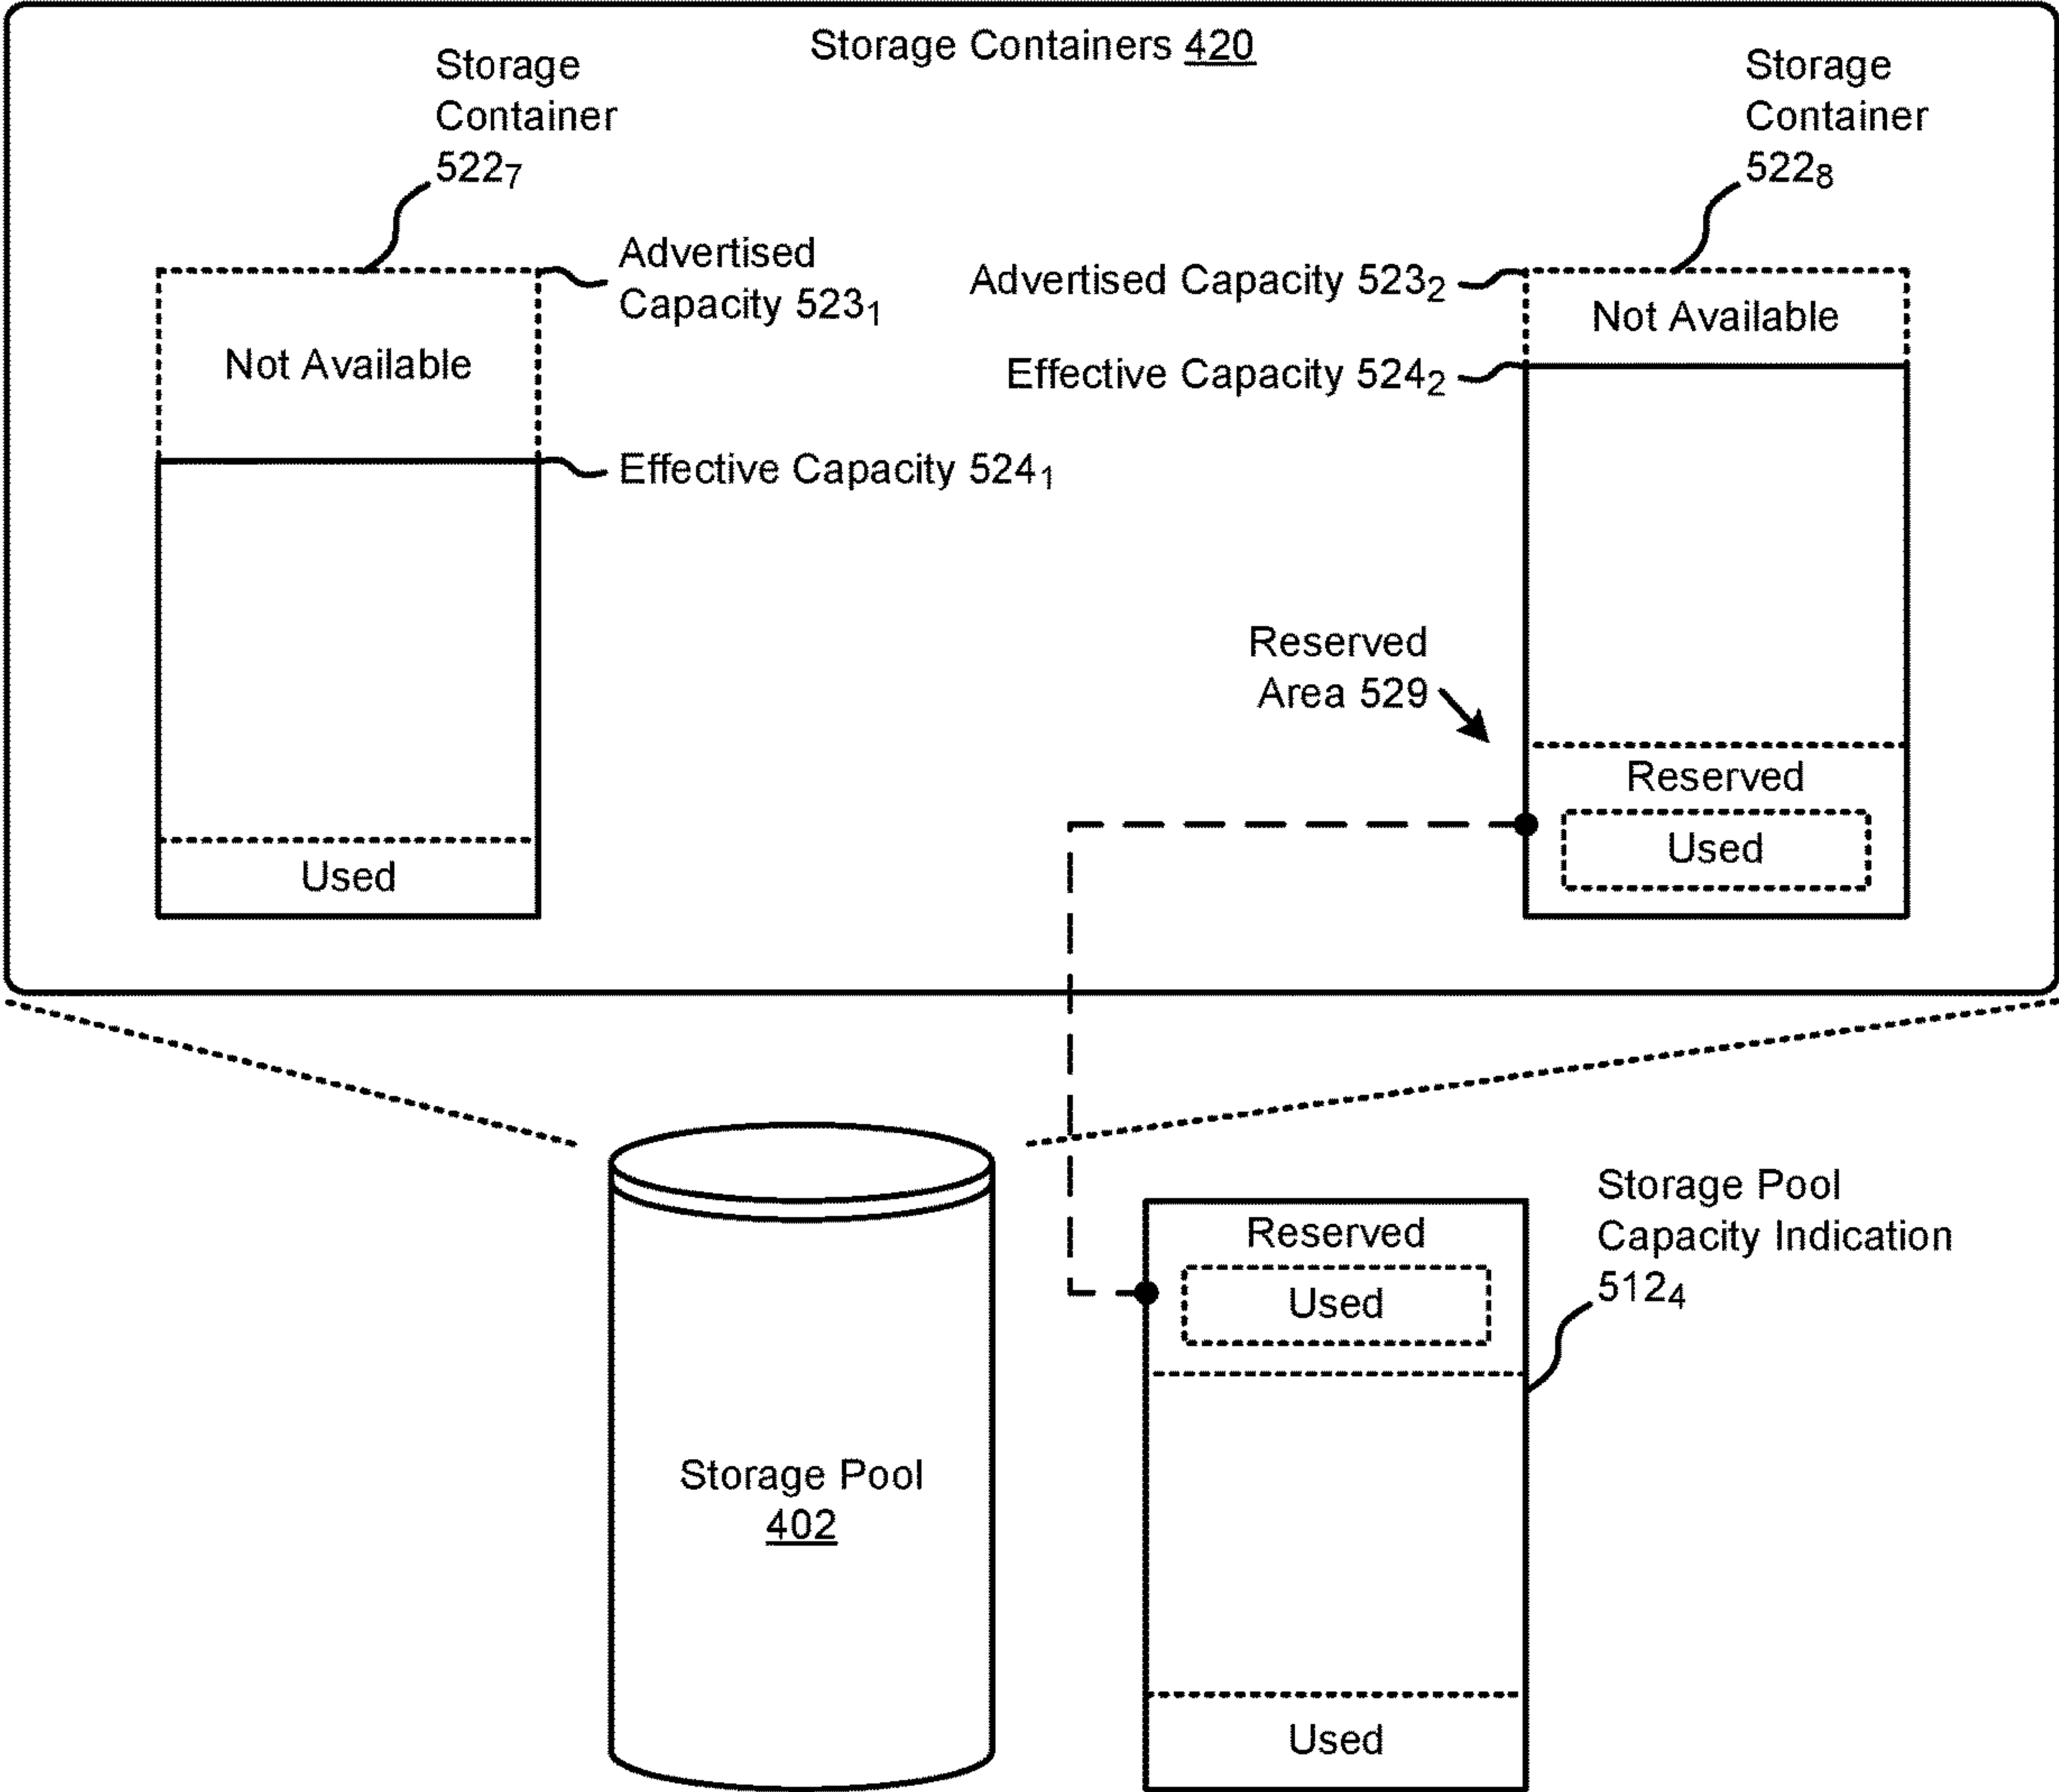 Storage Containers 420
Storage
Container
522₇
Storage
Container
522₈
Advertised
Capacity 523₁
Advertised Capacity 523₂
Not Available
Not Available
Effective Capacity 524₂
Effective Capacity 524₁
Reserved
Area 529
Reserved
Used
Used
Storage Pool
Capacity Indication
512₄
Reserved
Used
Storage Pool
402
Used